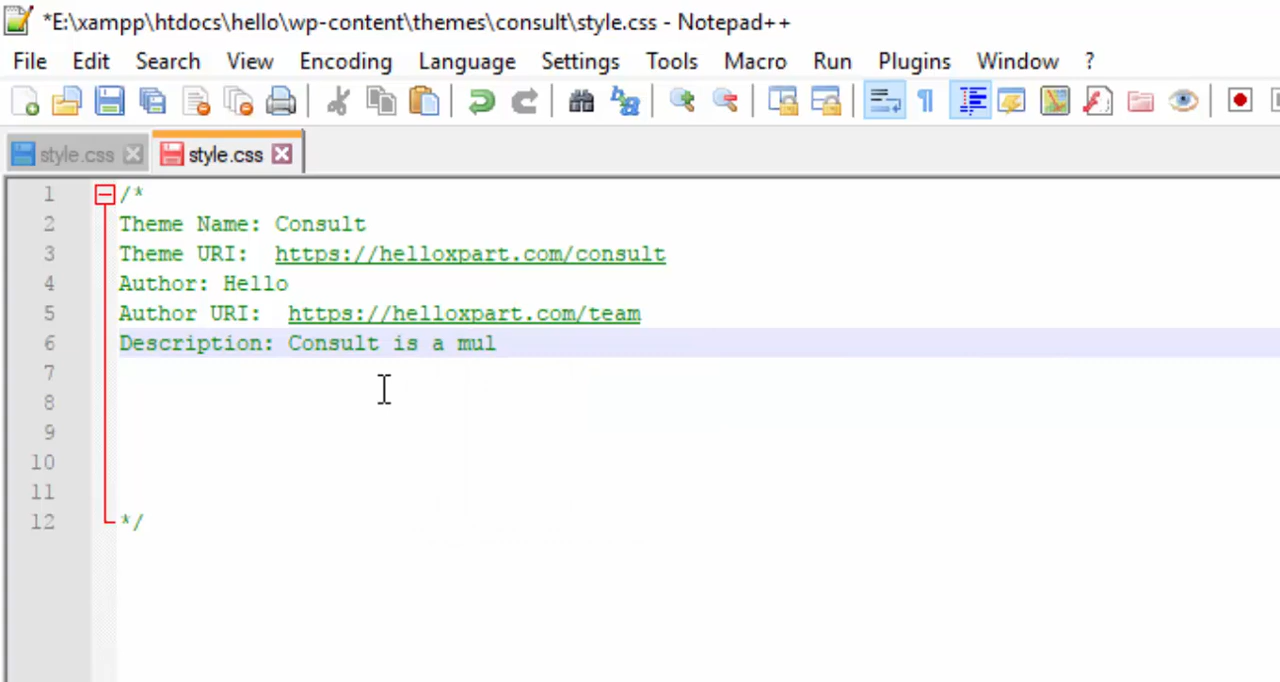 *E:\xampp\htdocs\hello\wp-content\themes\consult\style.css - Notepad++
File Edit Search View Encoding Language Settings Tools Macro Run Plugins Window ?
style.css style.css
1 /*
2 Theme Name: Consult
3 Theme URI:  https://helloxpart.com/consult
4 Author: Hello
5 Author URI:  https://helloxpart.com/team
6 Description: Consult is a mul
7
8
9
10
11
12 */